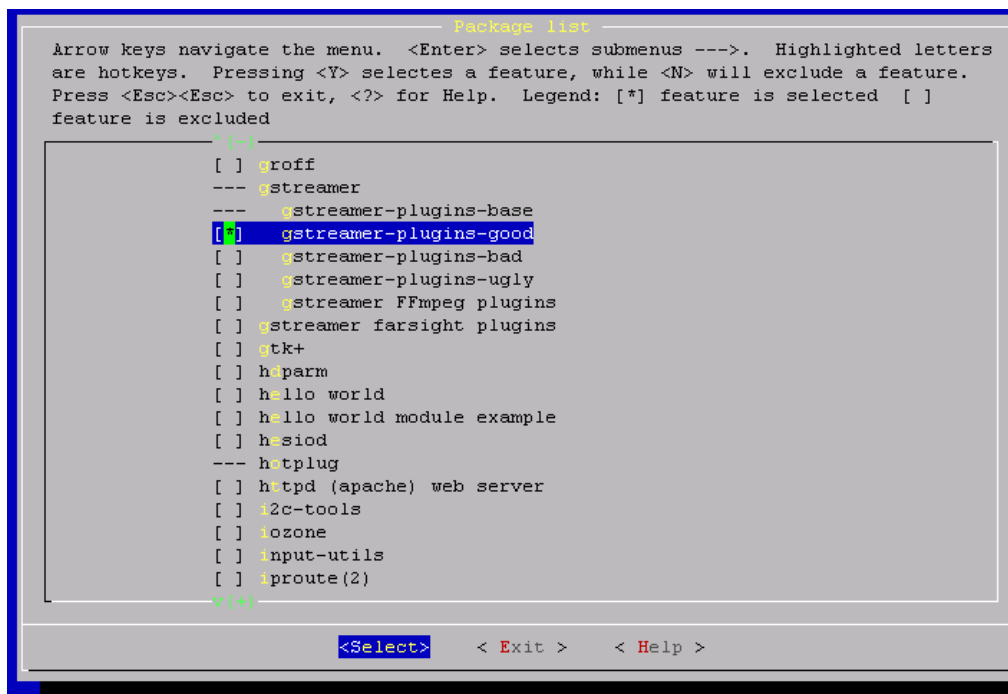 Package list
Arrow keys navigate the menu.  <Enter> selects submenus --->.  Highlighted letters
are hotkeys.  Pressing <Y> selectes a feature, while <N> will exclude a feature.
Press <Esc><Esc> to exit, <?> for Help.  Legend: [*] feature is selected  [ ]
feature is excluded
^(-)
[ ] groff
--- gstreamer
---   gstreamer-plugins-base
[*]   gstreamer-plugins-good
[ ]   gstreamer-plugins-bad
[ ]   gstreamer-plugins-ugly
[ ]   gstreamer FFmpeg plugins
[ ] gstreamer farsight plugins
[ ] gtk+
[ ] hdparm
[ ] hello world
[ ] hello world module example
[ ] hesiod
--- hotplug
[ ] httpd (apache) web server
[ ] i2c-tools
[ ] iozone
[ ] input-utils
[ ] iproute(2)
v(+)
<Select>    < Exit >    < Help >